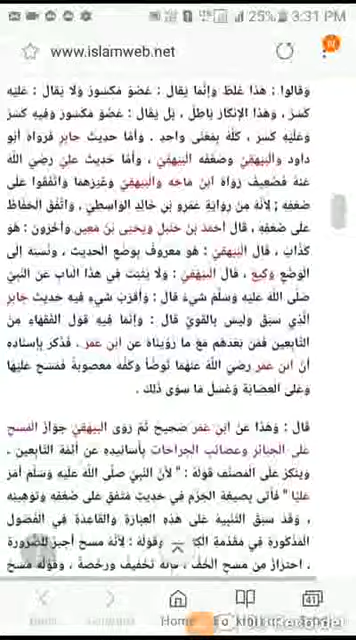 25% 3:31 PM
www.islamweb.net
وقالوا : هذا غلط وإنما يقال : عضو مكسور ولا يقال : عليه
كسر ، وهذا الإنكار باطل ، بل يقال : عضو مكسور وفيه كسر
وعليه كسر ، كله بمعنى واحد . وأما حديث جابر فرواه أبو
داود والبيهقي وضعفه البيهقي ، وأما حديث علي رضي الله
عنه فضعيف رواه ابن ماجه والبيهقي وغيرهما واتفقوا على
ضعفه ; لأنه من رواية عمرو بن خالد الواسطي ، واتفق الحفاظ
على ضعفه ، قال أحمد بن حنبل ويحيى بن معين وآخرون : هو
كذاب ، قال البيهقي : هو معروف بوضع الحديث ، ونسبه إلى
الوضع وكيع ، قال البيهقي : ولا يثبت في هذا الباب عن النبي
صلى الله عليه وسلم شيء قال : وأقرب شيء فيه حديث جابر
الذي سبق وليس بالقوي قال : وإنما فيه قول الفقهاء من
التابعين فمن بعدهم مع ما رويناه عن ابن عمر ، فذكر بإسناده
أن ابن عمر رضي الله عنهما توضأ وكفه معصوبة فمسح عليها
وعلى العصابة وغسل ما سوى ذلك .
قال : وهذا عن ابن عمر صحيح ثم روى البيهقي جواز المسح
على الجبائر وعصائب الجراحات بأسانيده عن أئمة التابعين .
وينكر على المصنف قوله : " لأن النبي صلى الله عليه وسلم أمر
عليا " فأتى بصيغة الجزم في حديث متفق على ضعفه وتوهينه
، وقد سبق التنبيه على هذه العبارة والقاعدة في الفصول
المذكورة في مقدمة وقوله : لأنه مسح أجيز للضرورة
، احتراز من مسح الخف ، فإنه تخفيف ورخصة ، وقوله مسح
41
Home